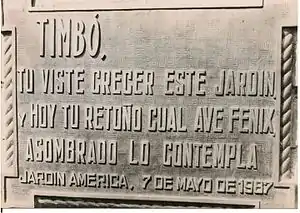 TIMBÓ,
TU VISTE CRECER ESTE JARDIN
Y HOY TU RETOÑO CUAL AVE FENIX
ASOMBRADO LO CONTEMPLA
JARDIN AMERICA, 7 DE MAYO DE 1987